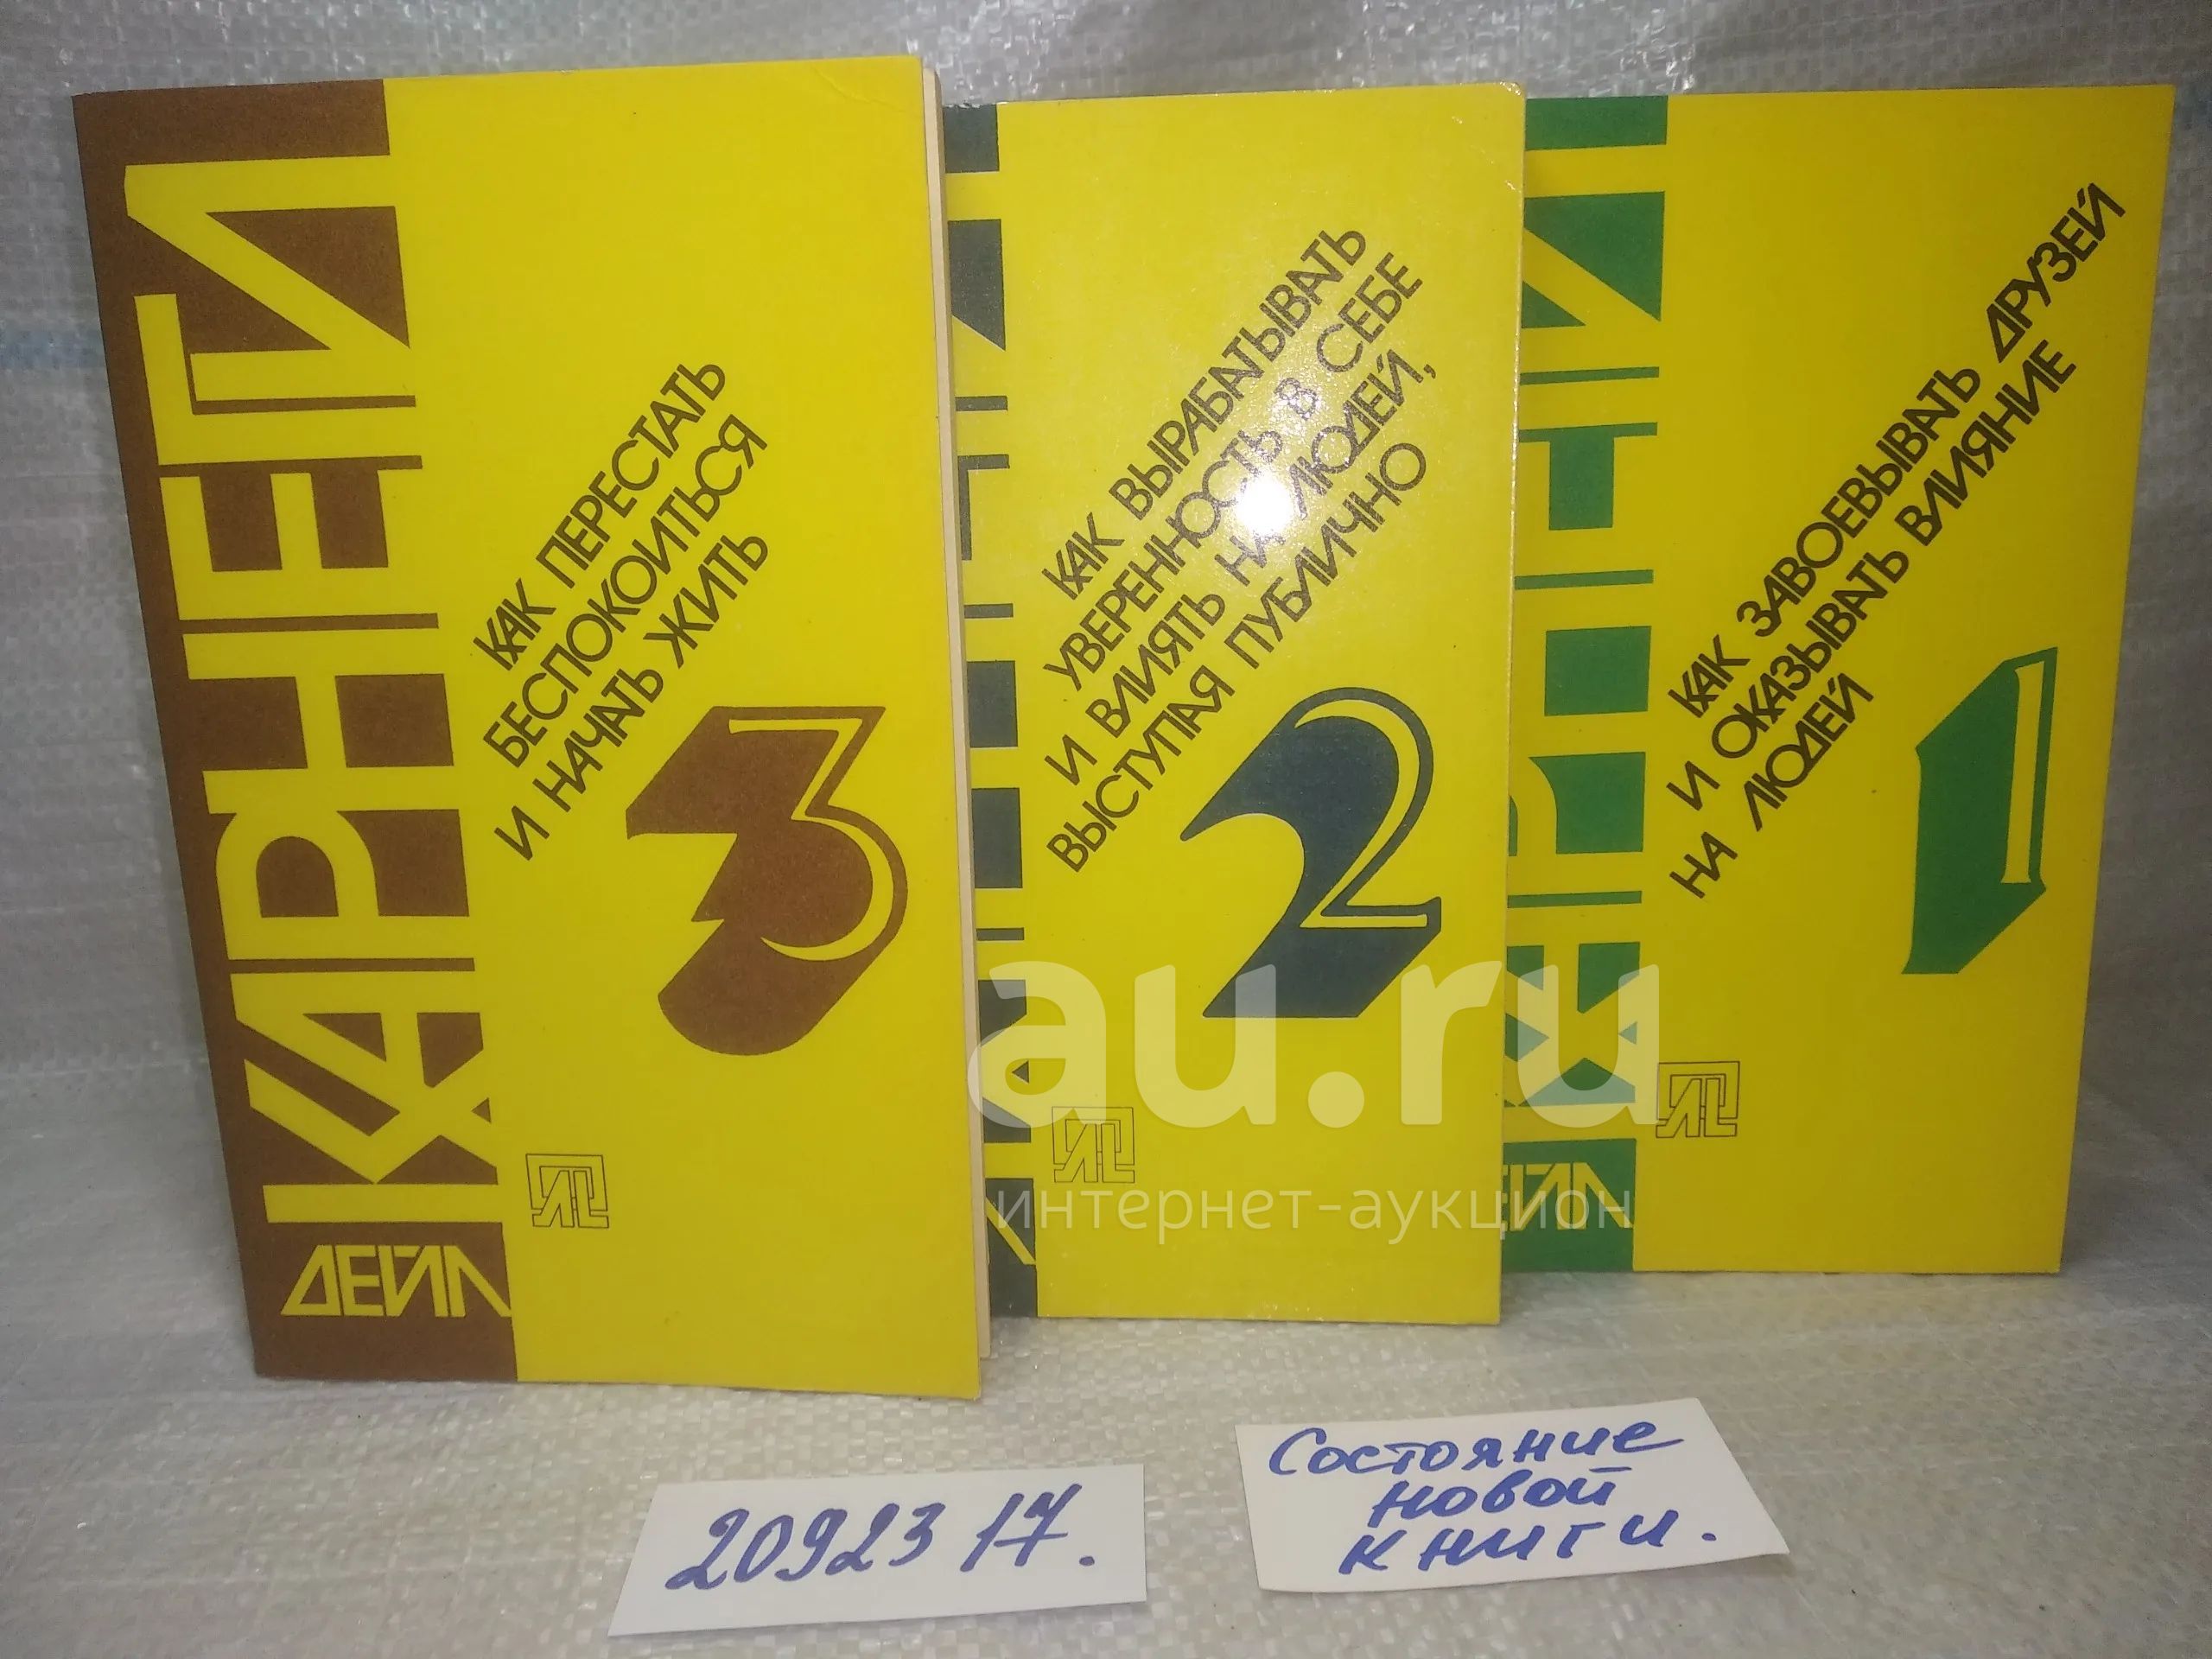 ДЕЙЛ
КАРНЕГИ
КАК ПЕРЕСТАТЬ
БЕСПОКОИТЬСЯ
И НАЧАТЬ ЖИТЬ
3
КАК ВЫРАБАТЫВАТЬ
УВЕРЕННОСТЬ В СЕБЕ
И ВЛИЯТЬ НА ЛЮДЕЙ,
ВЫСТУПАЯ ПУБЛИЧНО
2
КАК ЗАВОЕВЫВАТЬ ДРУЗЕЙ
И ОКАЗЫВАТЬ ВЛИЯНИЕ
НА ЛЮДЕЙ
1
au.ru
интернет-аукцион
2092317.
Состояние
новой
книги.